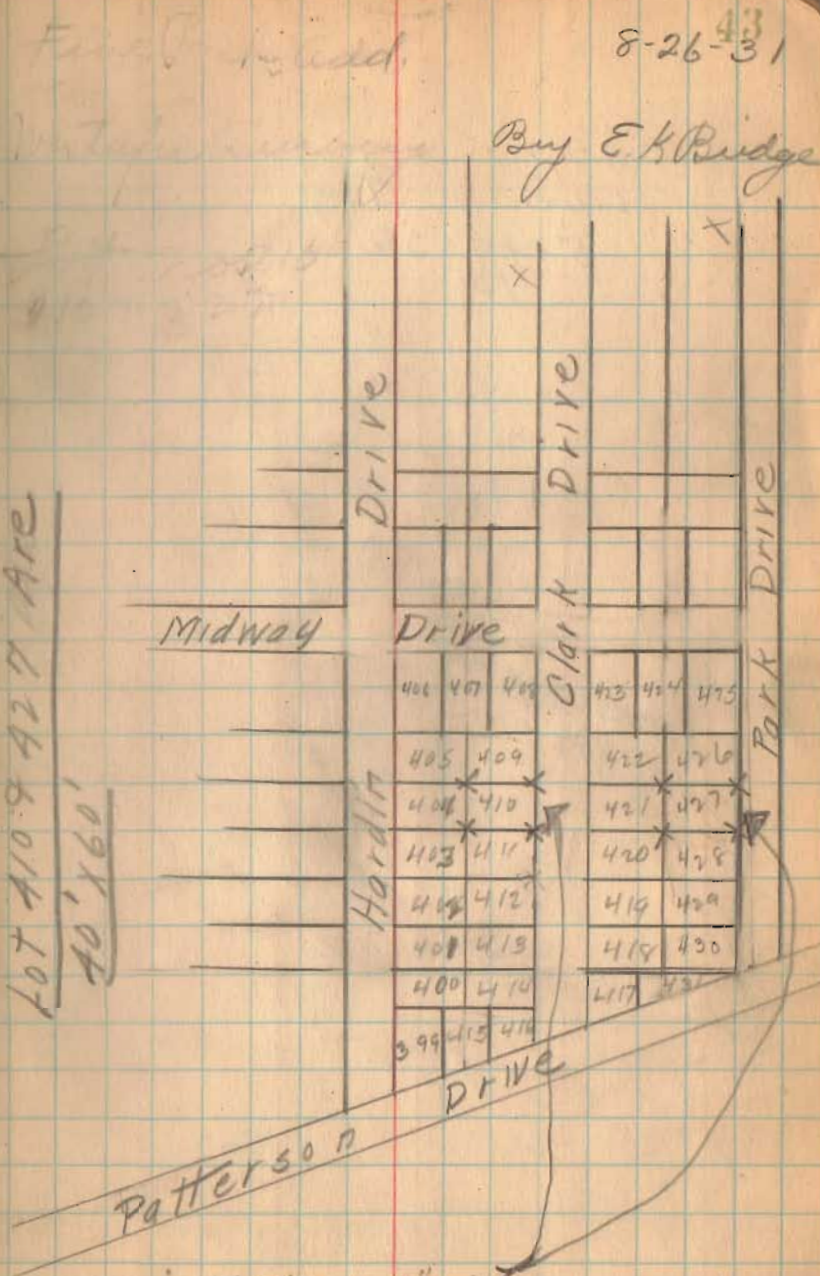 43
8-26-31
By E. K Budge
Drive
Drive
Drive
Midway Drive
Clark
Park
Hardin
406 407 408 423 424 425
405 409 422 426
404 410 421 427
403 411 420 428
402 412 419 429
401 413 418 430
400 414 417 431
399 415 416
Lot 410 & 427 Are
40' x 60'
Patterson Drive